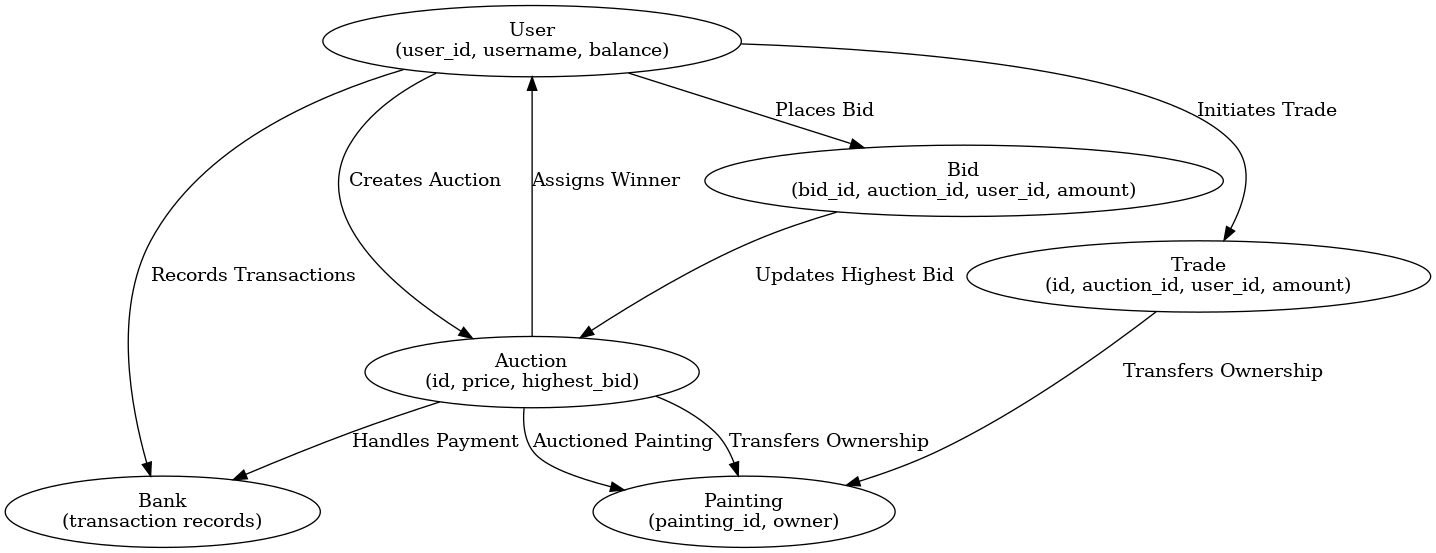 User
(user_id, username, balance)
Places Bid
Initiates Trade
Bid
(bid_id, auction_id, user_id, amount)
Creates Auction
Assigns Winner
Records Transactions
Updates Highest Bid
Trade
(id, auction_id, user_id, amount)
Auction
(id, price, highest_bid)
Transfers Ownership
Handles Payment
Auctioned Painting
Transfers Ownership
Bank
(transaction records)
Painting
(painting_id, owner)